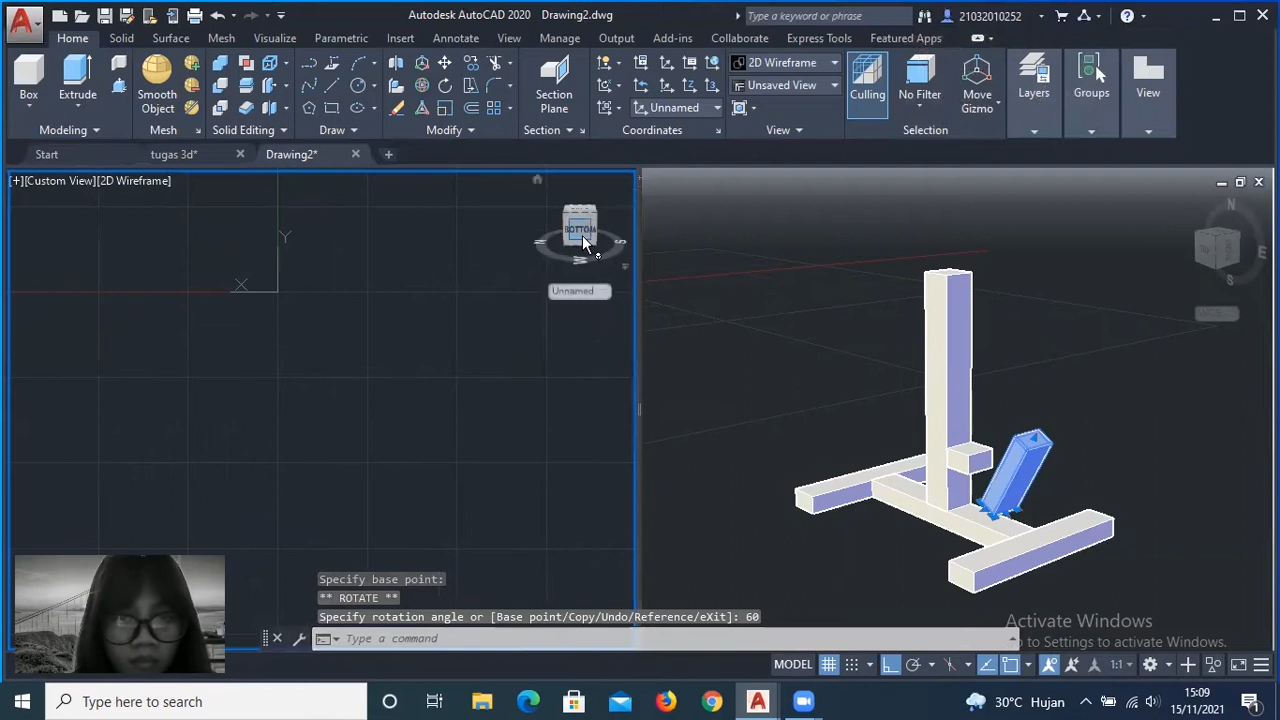 Autodesk AutoCAD 2020 Drawing2.dwg
Type a keyword or phrase
21032010252
Home Solid Surface Mesh Visualize Parametric Insert Annotate View Manage Output Add-ins Collaborate Express Tools Featured Apps
Box Extrude Smooth Object Section Plane
2D Wireframe
Unsaved View
Unnamed
Culling No Filter Move Gizmo Layers Groups View
Modeling Mesh Solid Editing Draw Modify Section Coordinates View Selection
Start tugas 3d* Drawing2*
[+][Custom View][2D Wireframe]
N
BOTTOM
S
W
Unnamed
Y
X
Specify base point:
** ROTATE **
Specify rotation angle or [Base point/Copy/Undo/Reference/eXit]: 60
Type a command
Activate Windows
Go to Settings to activate Windows.
MODEL 1:1
Type here to search
30°C Hujan
15:09
15/11/2021
1